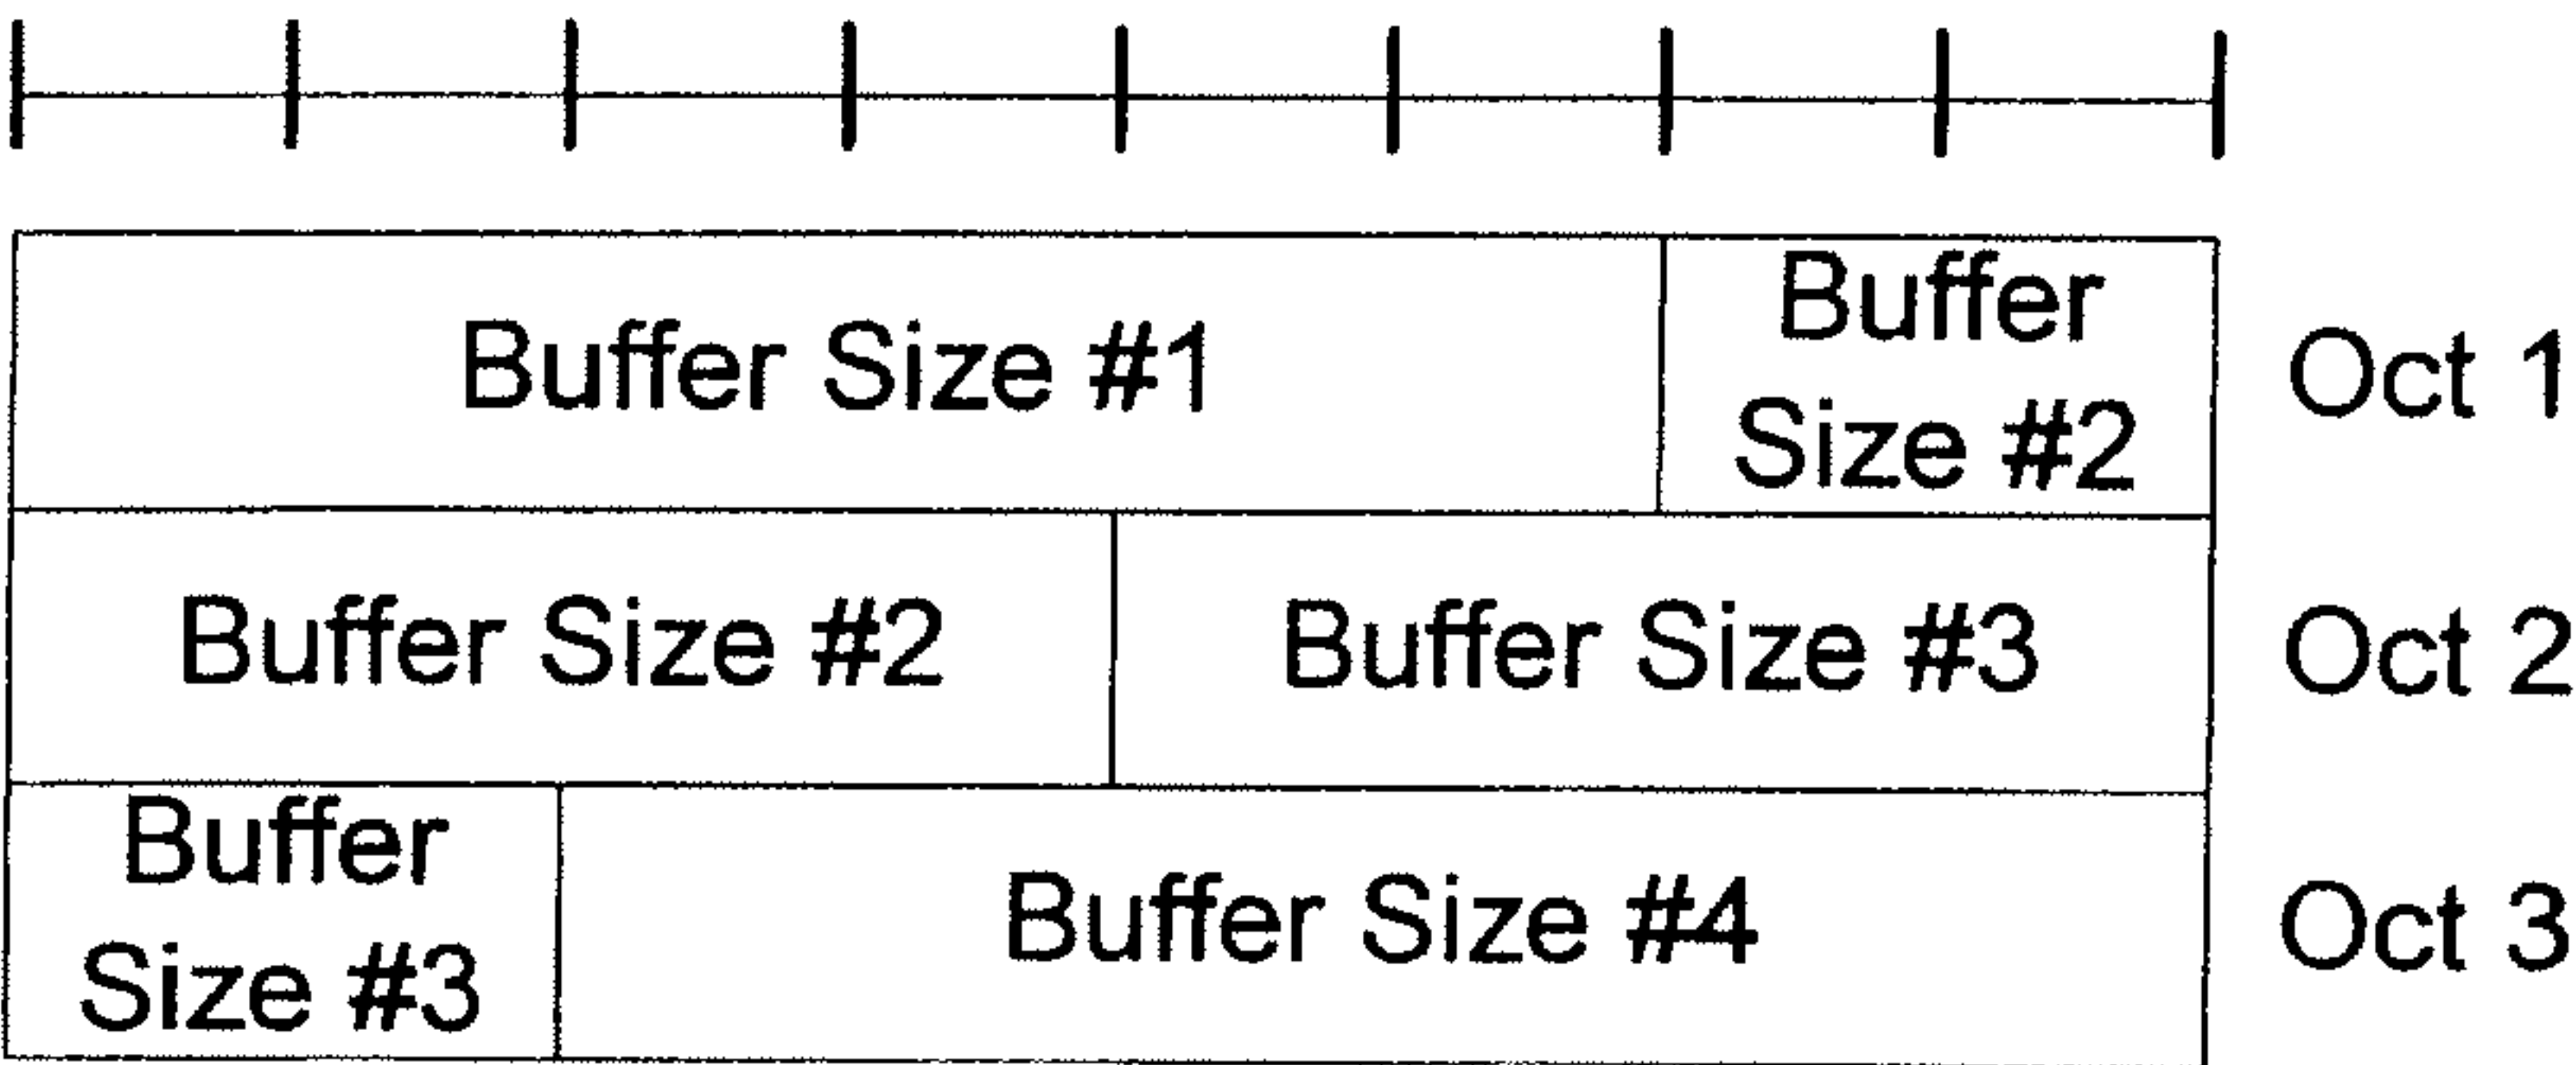 Buffer Size #1
Buffer
Size #2
Oct 1
Buffer Size #2
Buffer Size #3
Oct 2
Buffer
Size #3
Buffer Size #4
Oct 3